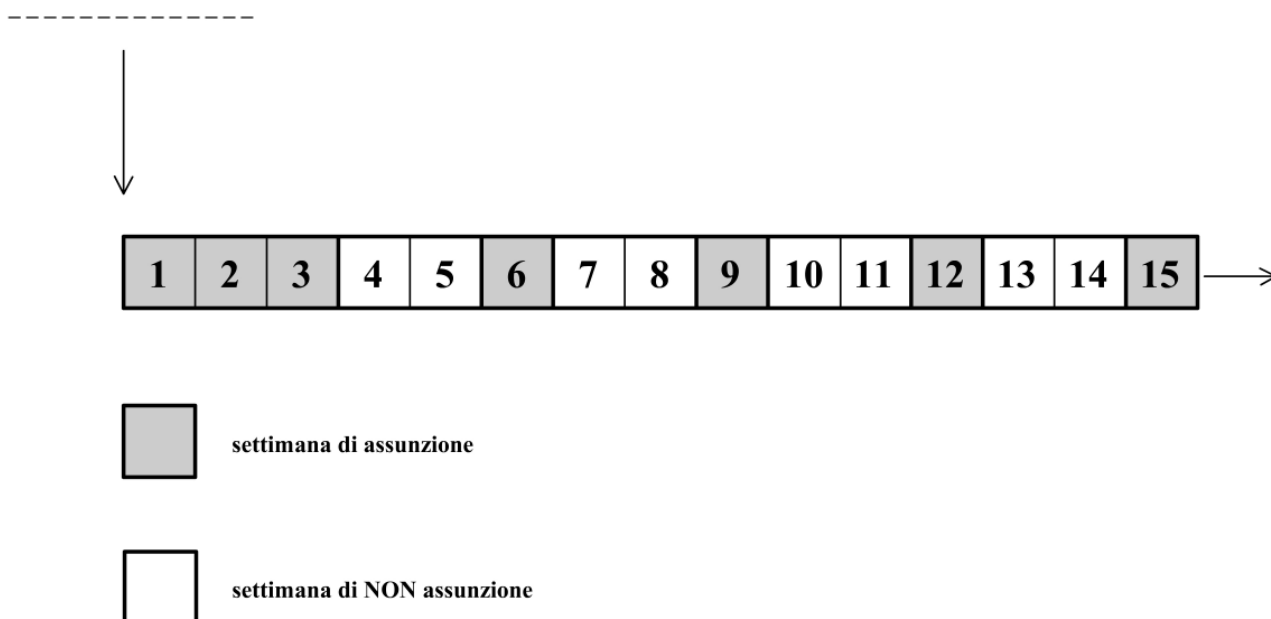 1 2 3 4 5 6 7 8 9 10 11 12 13 14 15
settimana di assunzione
settimana di NON assunzione